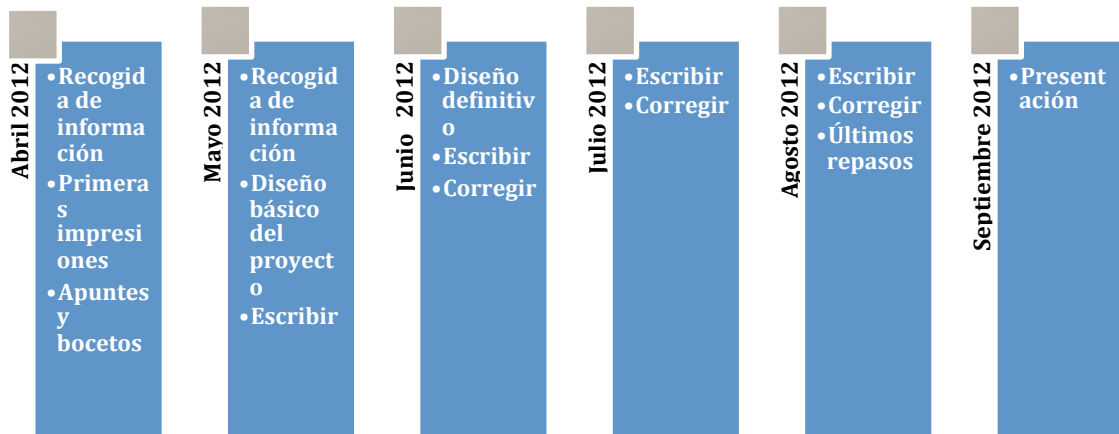 Abril 2012
•Recogid
a de
informa
ción
•Primera
s
impresi
ones
•Apuntes
y
bocetos
Mayo 2012
•Recogid
a de
informa
ción
•Diseño
básico
del
proyect
o
•Escribir
Junio 2012
•Diseño
definitiv
o
•Escribir
•Corregir
Julio 2012
•Escribir
•Corregir
Agosto 2012
•Escribir
•Corregir
•Últimos
repasos
Septiembre 2012
•Present
ación